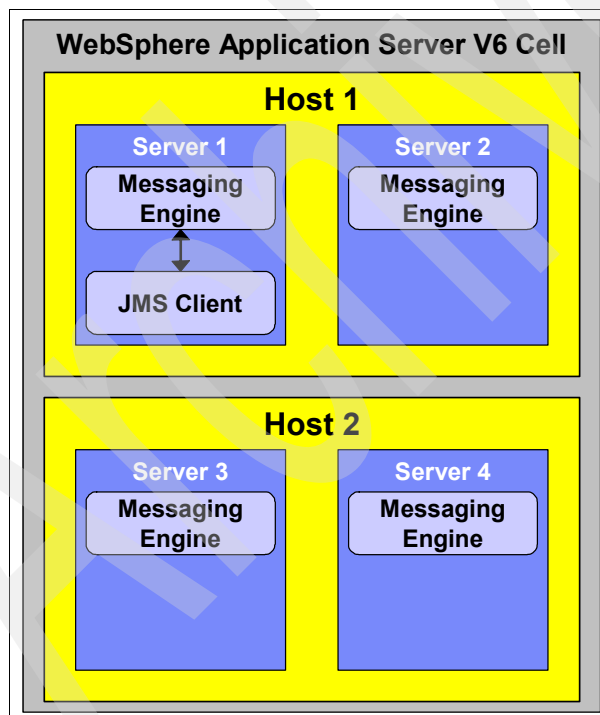 WebSphere Application Server V6 Cell
Host 1
Server 1
Server 2
Messaging
Engine
Messaging
Engine
JMS Client
Host 2
Server 3
Server 4
Messaging
Engine
Messaging
Engine